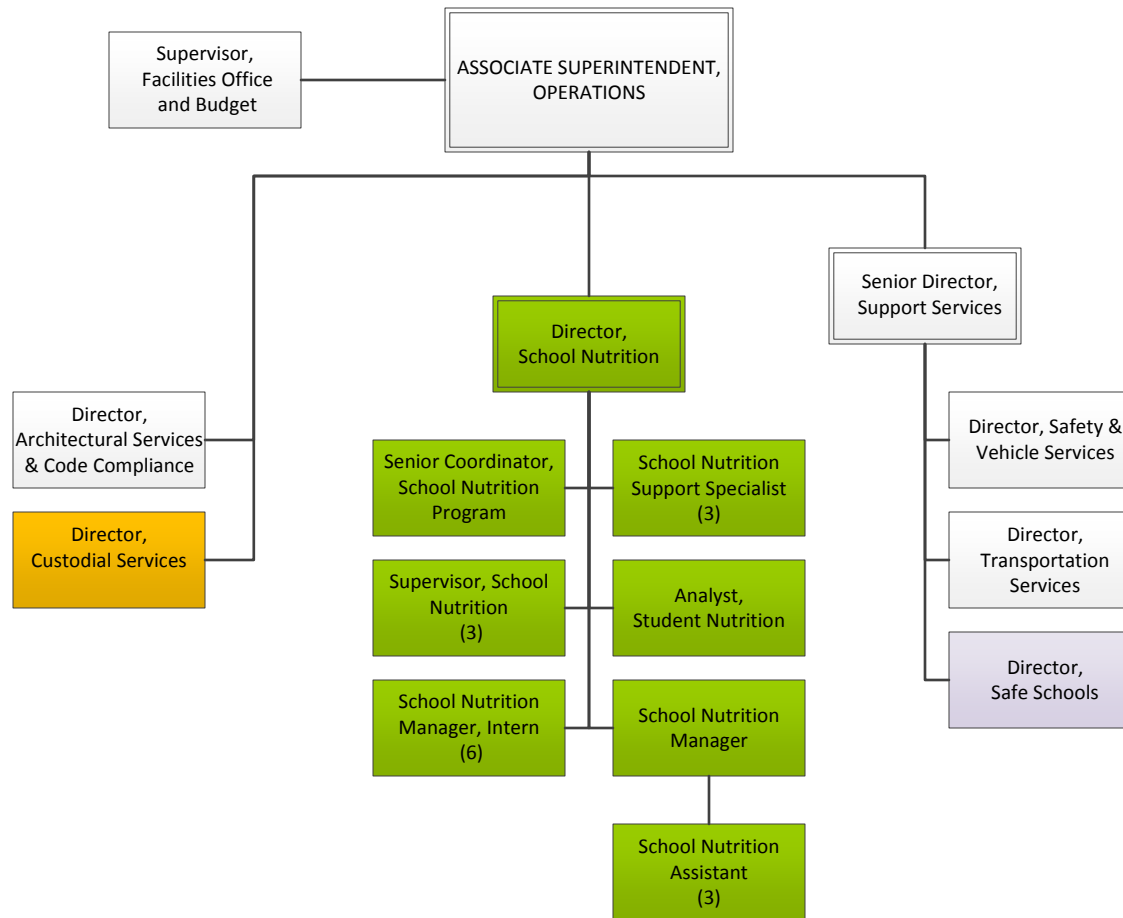 Supervisor,
Facilities Office
and Budget
ASSOCIATE SUPERINTENDENT,
OPERATIONS
Senior Director,
Support Services
Director,
School Nutrition
Director,
Architectural Services
& Code Compliance
Director,
Custodial Services
Senior Coordinator,
School Nutrition
Program
School Nutrition
Support Specialist
(3)
Supervisor, School
Nutrition
(3)
Analyst,
Student Nutrition
School Nutrition
Manager, Intern
(6)
School Nutrition
Manager
School Nutrition
Assistant
(3)
Director, Safety &
Vehicle Services
Director,
Transportation
Services
Director,
Safe Schools